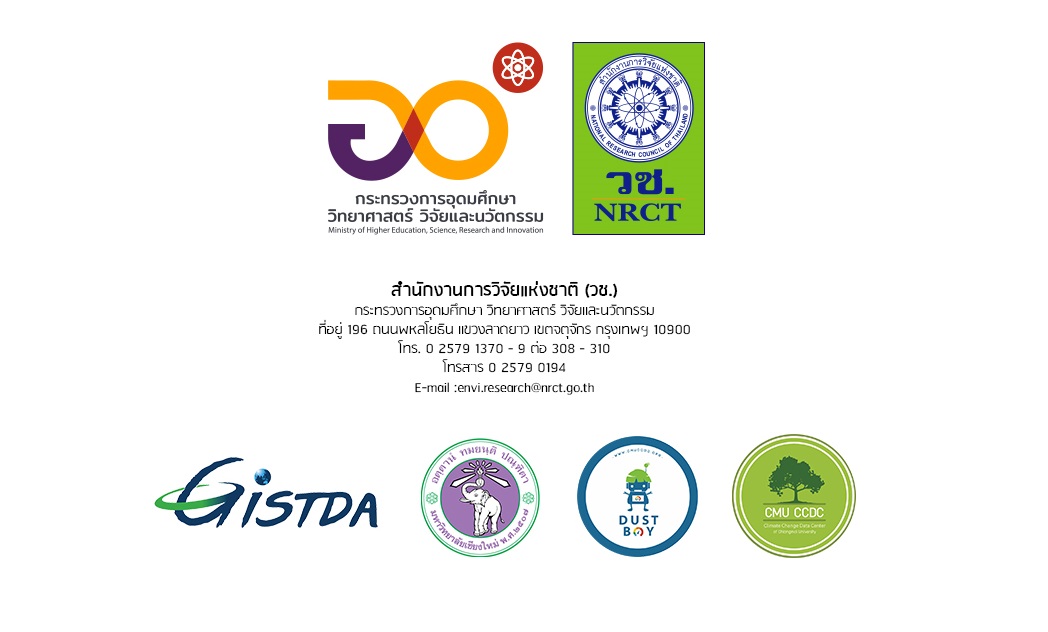 กระทรวงการอุดมศึกษา
วิทยาศาสตร์ วิจัยและนวัตกรรม
Ministry of Higher Education, Science, Research and Innovation
สำนักงานการวิจัยแห่งชาติ
NATIONAL RESEARCH COUNCIL OF THAILAND
วช.
NRCT
สำนักงานการวิจัยแห่งชาติ (วช.)
กระทรวงการอุดมศึกษา วิทยาศาสตร์ วิจัยและนวัตกรรม
ที่อยู่ 196 ถนนพหลโยธิน แขวงลาดยาว เขตจตุจักร กรุงเทพฯ 10900
โทร. 0 2579 1370 - 9 ต่อ 308 - 310
โทรสาร 0 2579 0194
E-mail :envi.research@nrct.go.th
GISTDA
อตฺตานํ ทมยนฺติ ปณฺฑิตา
มหาวิทยาลัยเชียงใหม่ พ.ศ.๒๕๐๗
WWW.CMUCCDC.ORG
DUST
BOY
CMU CCDC
Climate Change Data Center
of Chiangmai University